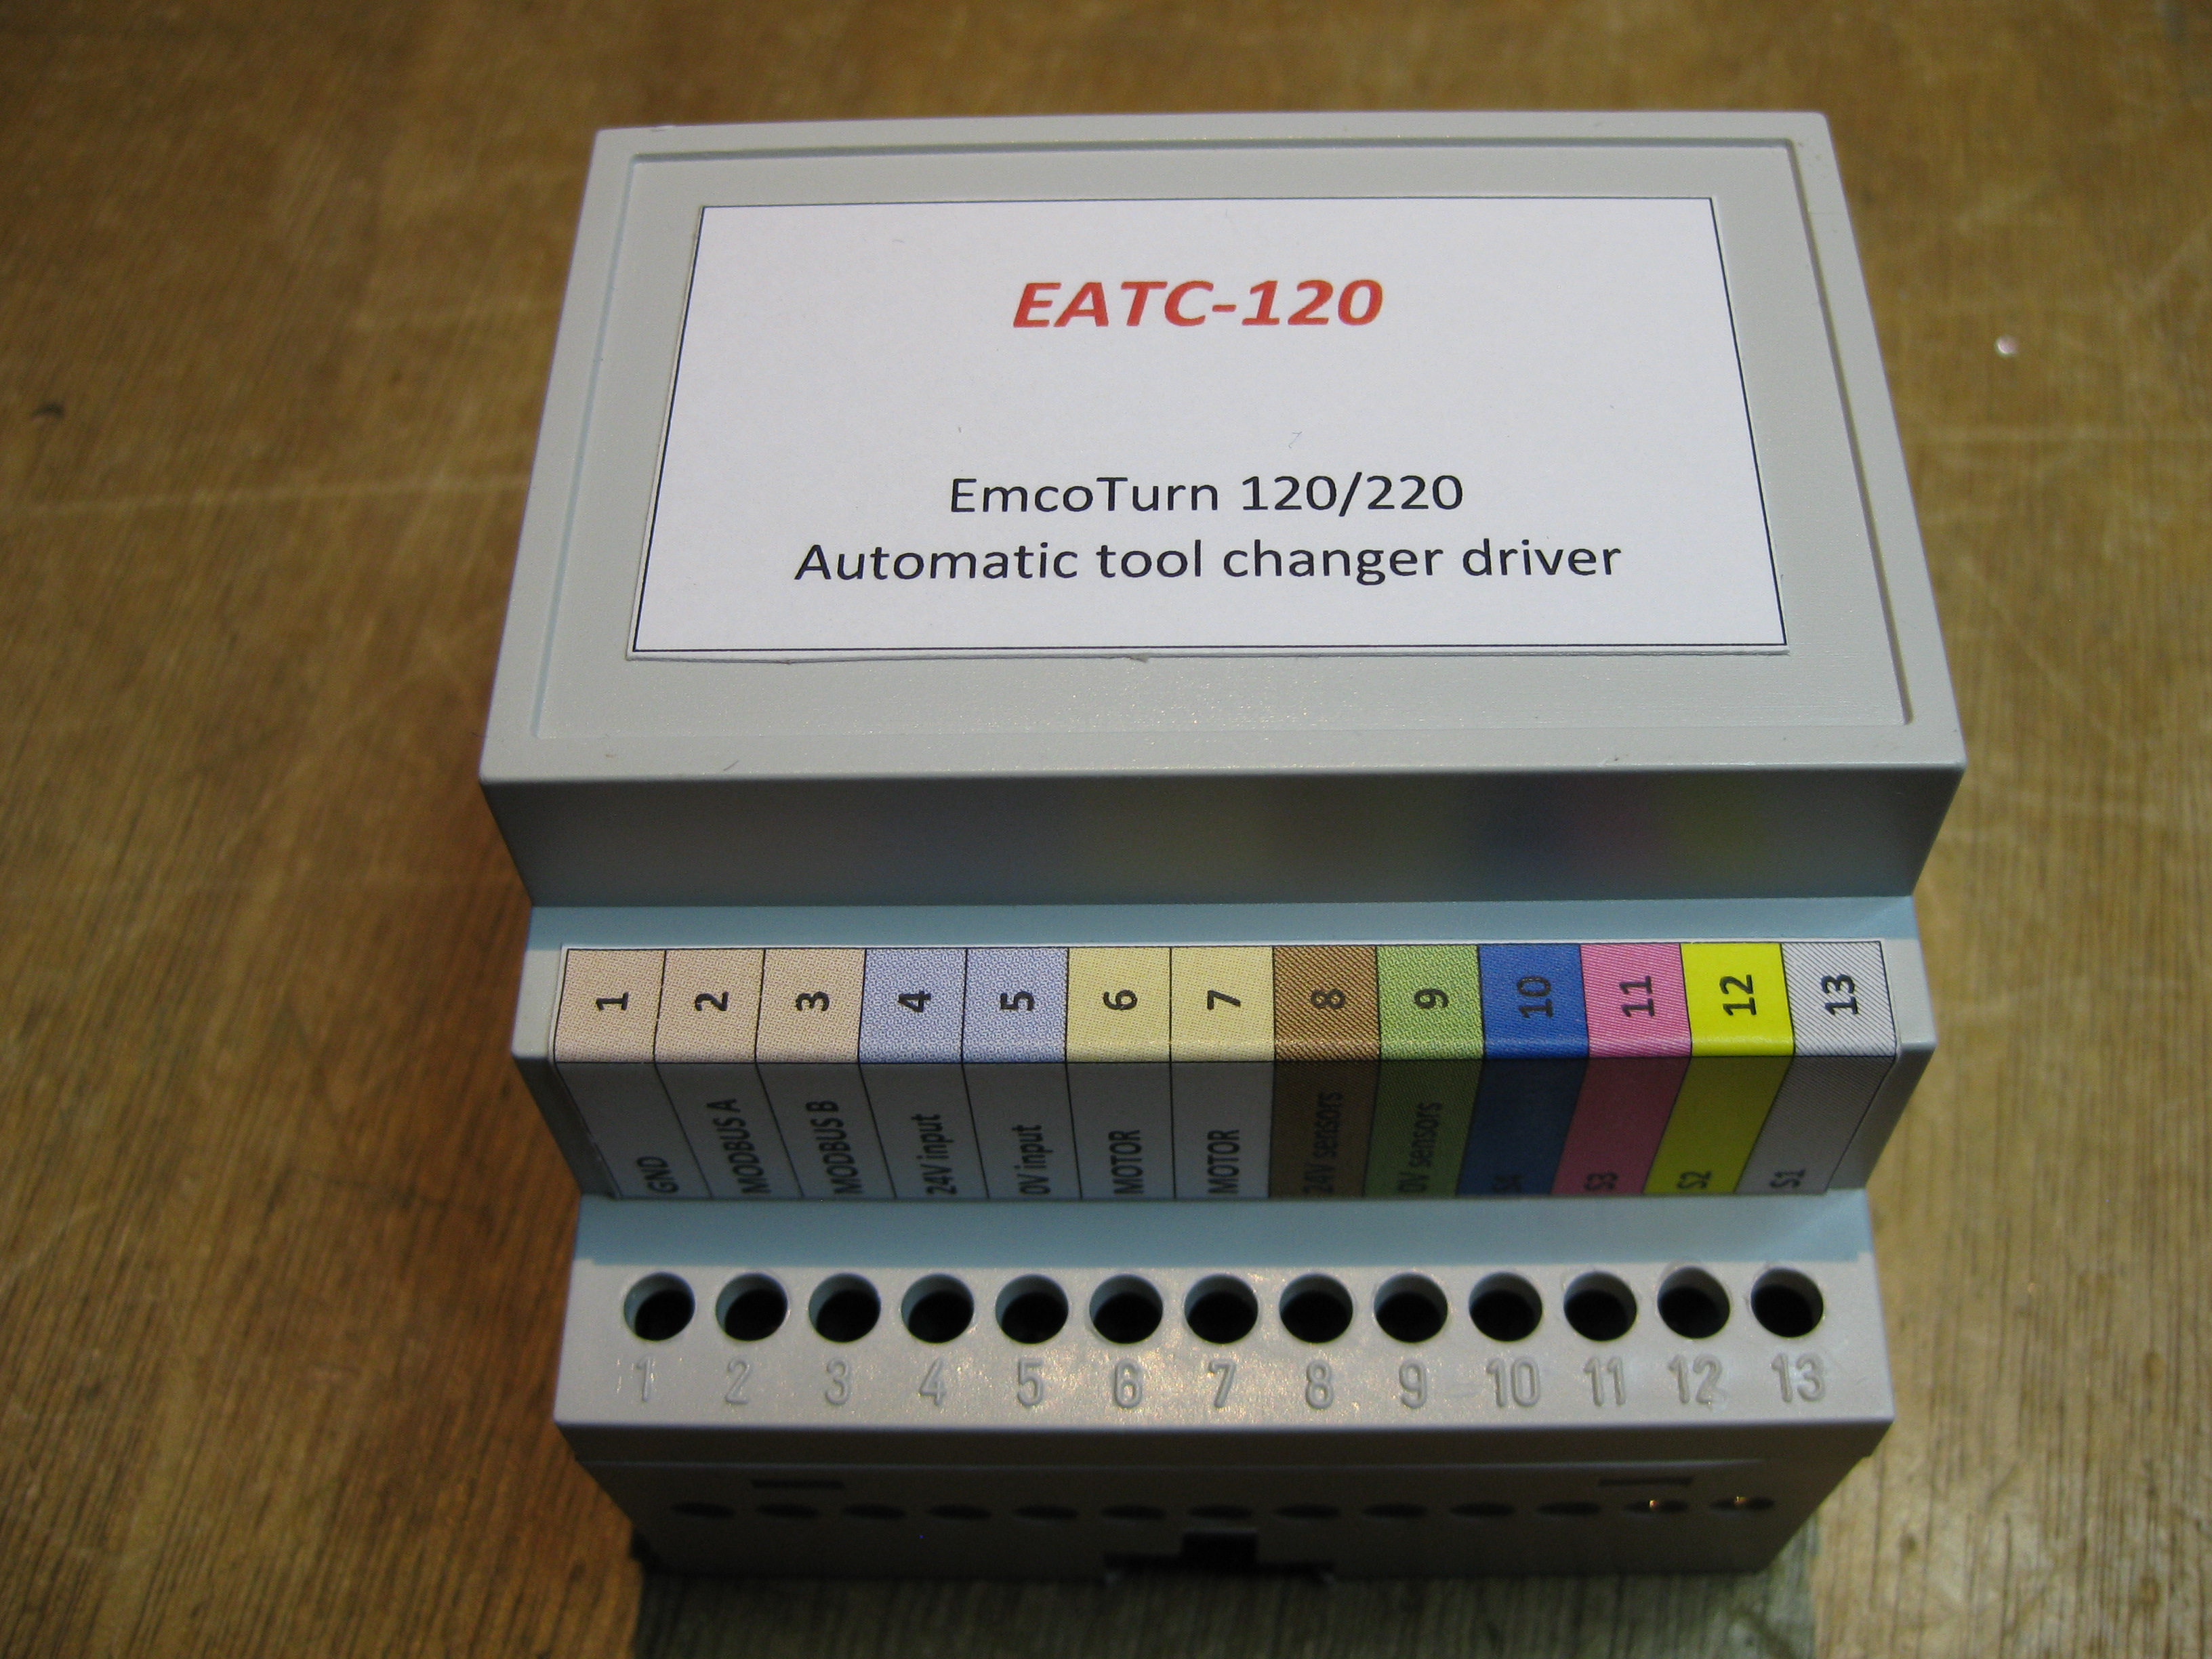 EATC-120
EmcoTurn 120/220
Automatic tool changer driver
1 2 3 4 5 6 7 8 9 10 11 12 13
GND
MODBUS A
MODBUS B
24V input
0V input
MOTOR
MOTOR
24V sensors
0V sensors
S4
S3
S2
S1
1 2 3 4 5 6 7 8 9 10 11 12 13